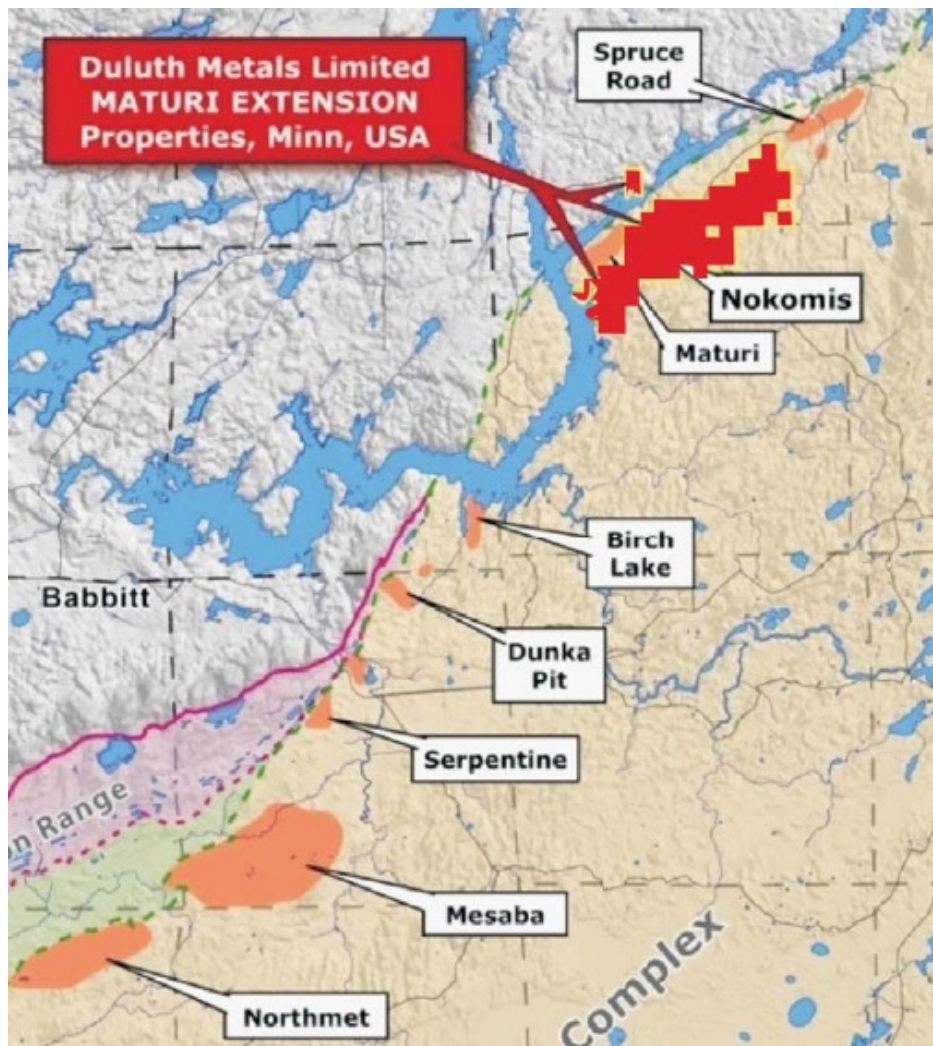 Duluth Metals Limited
MATURI EXTENSION
Properties, Minn, USA
Spruce
Road
Nokomis
Maturi
Birch
Lake
Babbitt
Dunka
Pit
Serpentine
on Range
Mesaba
Northmet
Complex